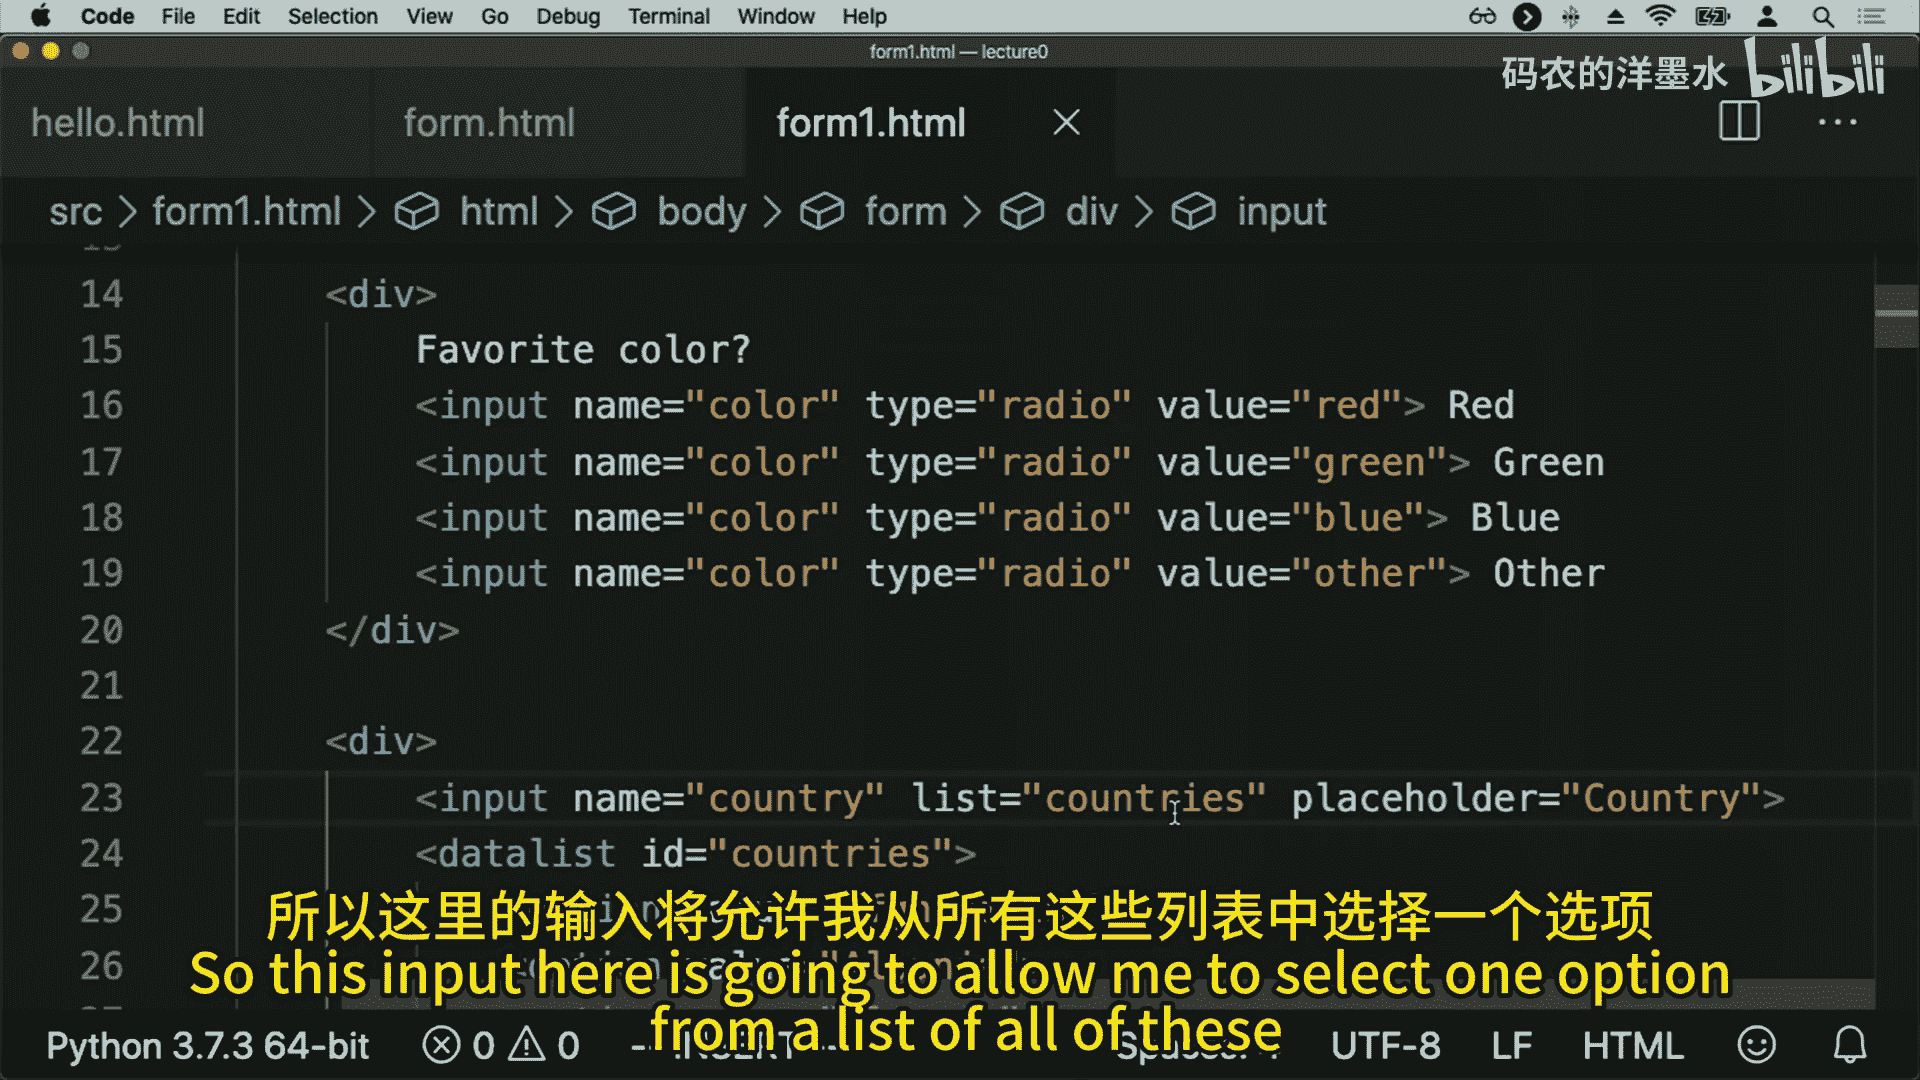 Code File Edit Selection View Go Debug Terminal Window Help
form1.html — lecture0
码农的洋墨水 bilibili
hello.html form.html form1.html
src > form1.html > html > body > form > div > input
14 <div>
15 Favorite color?
16 <input name="color" type="radio" value="red"> Red
17 <input name="color" type="radio" value="green"> Green
18 <input name="color" type="radio" value="blue"> Blue
19 <input name="color" type="radio" value="other"> Other
20 </div>
21
22 <div>
23 <input name="country" list="countries" placeholder="Country">
24 <datalist id="countries">
25
26
所以这里的输入将允许我从所有这些列表中选择一个选项
So this input here is going to allow me to select one option
from a list of all of these
Python 3.7.3 64-bit 0 0 -- INSERT -- UTF-8 LF HTML